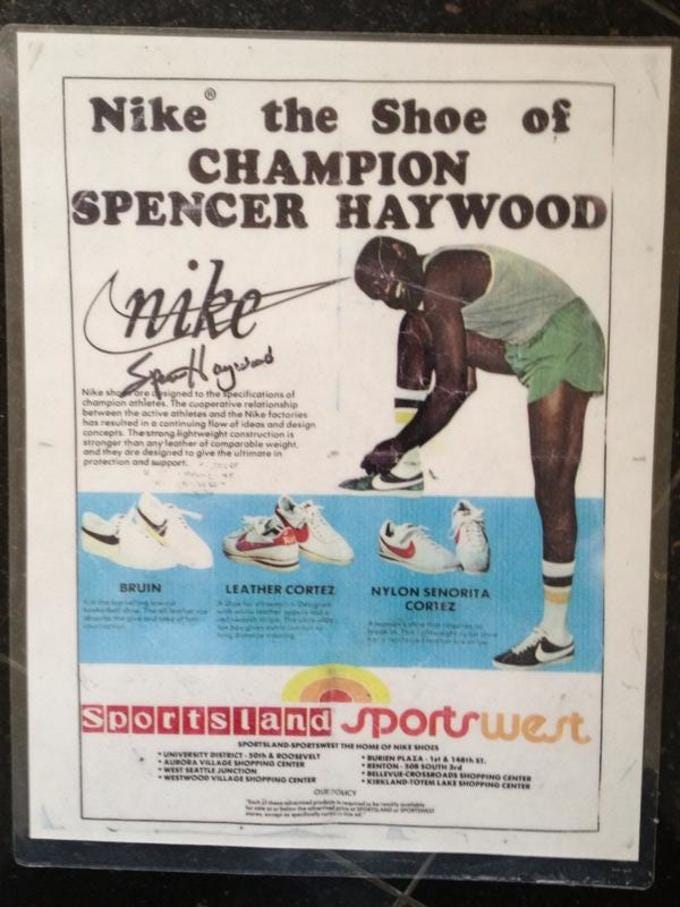 Nike® the Shoe of
CHAMPION
SPENCER HAYWOOD
nike
Spencer Haywood
Nike shoes are designed to the specifications of
champion athletes. The cooperative relationship
between the active athletes and the Nike factories
has resulted in a continuing flow of ideas and design
concepts. The strong lightweight construction is
stronger than any leather of comparable weight,
and they are designed to give the ultimate in
protection and support.
BRUIN
LEATHER CORTEZ
NYLON SENORITA
CORTEZ
Sportsland sportswest
SPORTSLAND-SPORTSWEST THE HOME OF NIKE SHOES
• UNIVERSITY DISTRICT - 50th & ROOSEVELT
• AURORA VILLAGE SHOPPING CENTER
• WEST SEATTLE JUNCTION
• WESTWOOD VILLAGE SHOPPING CENTER
• BURIEN PLAZA - 1st & 148th ST.
• RENTON - 308 SOUTH 3rd
• BELLEVUE-CROSSROADS SHOPPING CENTER
• KIRKLAND-TOTEM LAKE SHOPPING CENTER
OUR POLICY